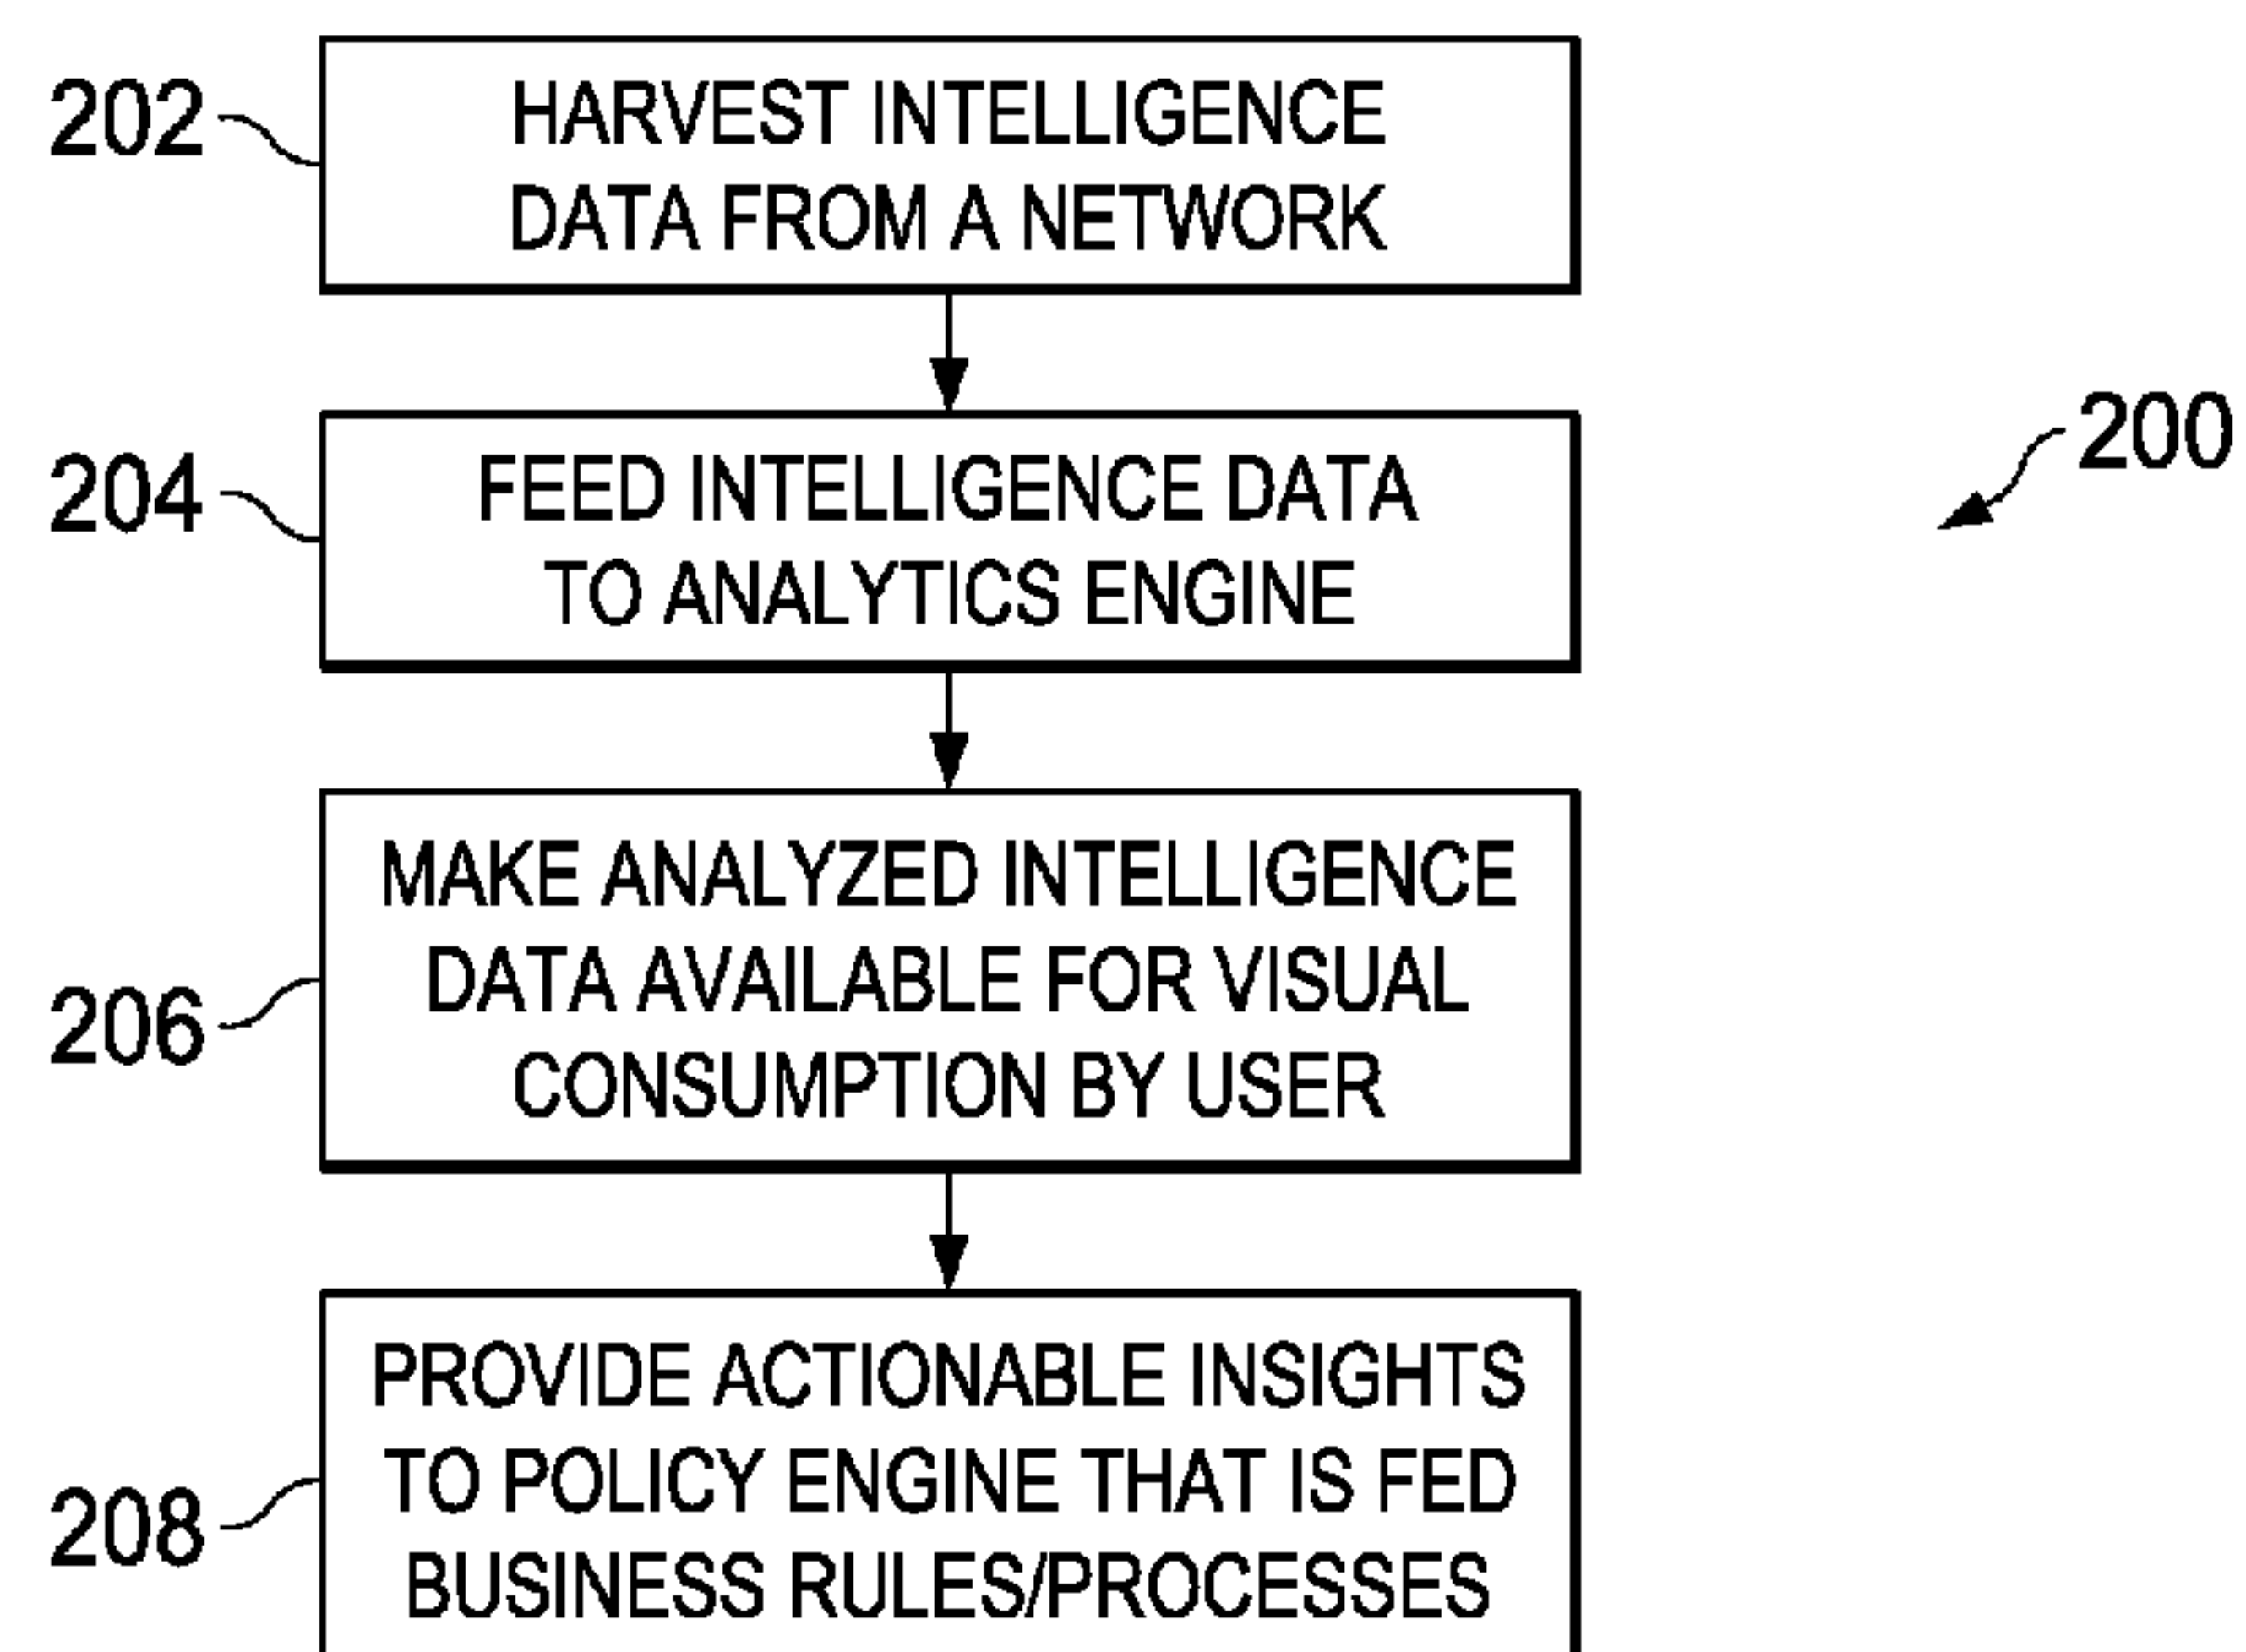 202
HARVEST INTELLIGENCE
DATA FROM A NETWORK
200
204
FEED INTELLIGENCE DATA
TO ANALYTICS ENGINE
206
MAKE ANALYZED INTELLIGENCE
DATA AVAILABLE FOR VISUAL
CONSUMPTION BY USER
208
PROVIDE ACTIONABLE INSIGHTS
TO POLICY ENGINE THAT IS FED
BUSINESS RULES/PROCESSES